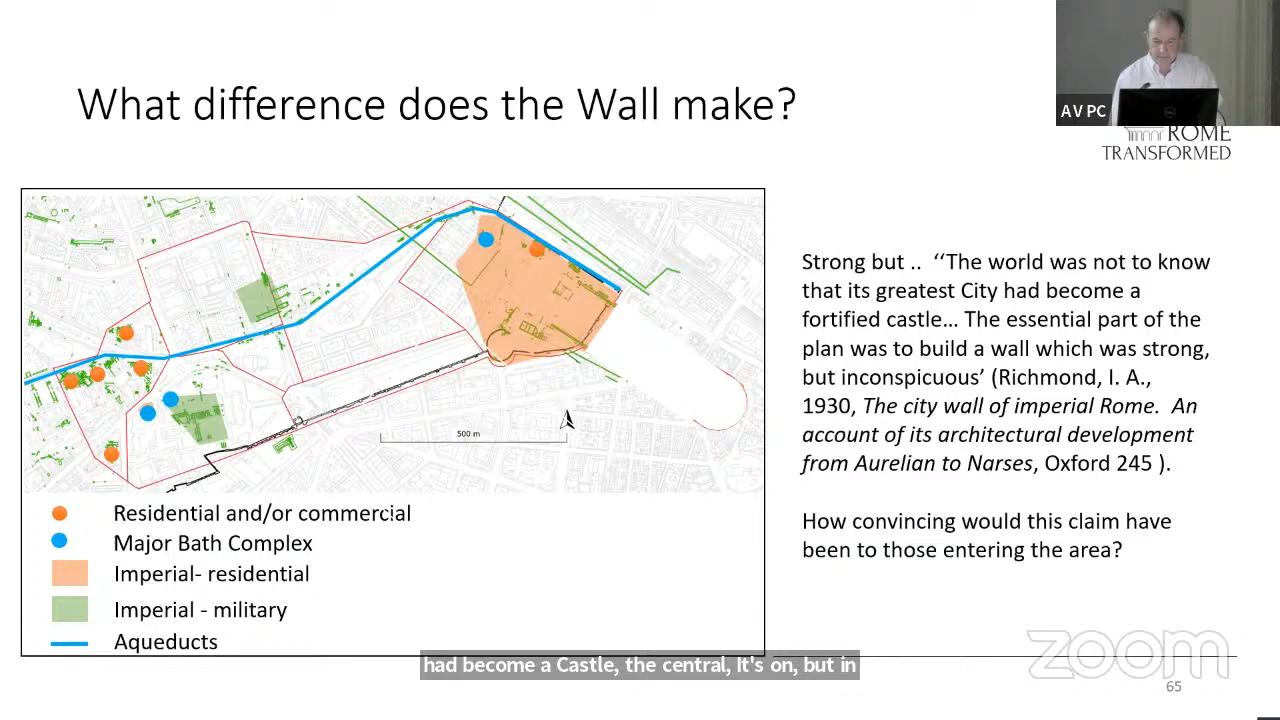 What difference does the Wall make?
AV PC
ROME
TRANSFORMED
Strong but .. ‘‘The world was not to know
that its greatest City had become a
fortified castle… The essential part of the
plan was to build a wall which was strong,
but inconspicuous’ (Richmond, I. A.,
1930, The city wall of imperial Rome. An
account of its architectural development
from Aurelian to Narses, Oxford 245 ).
How convincing would this claim have
been to those entering the area?
500 m
Residential and/or commercial
Major Bath Complex
Imperial- residential
Imperial - military
Aqueducts
had become a Castle, the central, It's on, but in
zoom
65